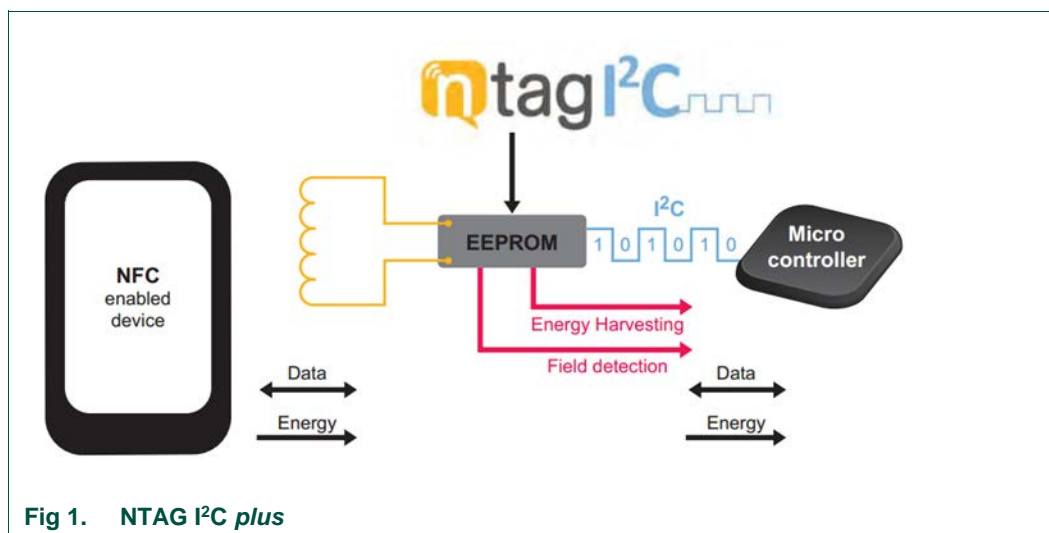 ntag I²C
I²C
EEPROM
1 0 1 0 1 0
Micro
controller
NFC
enabled
device
Energy Harvesting
Field detection
Data
Energy
Data
Energy
Fig 1. NTAG I²C plus